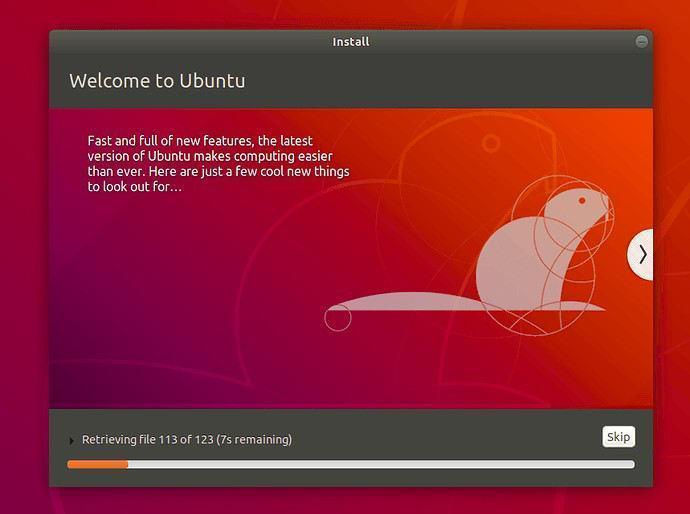 Install
Welcome to Ubuntu
Fast and full of new features, the latest
version of Ubuntu makes computing easier
than ever. Here are just a few cool new things
to look out for...
Retrieving file 113 of 123 (7s remaining)
Skip